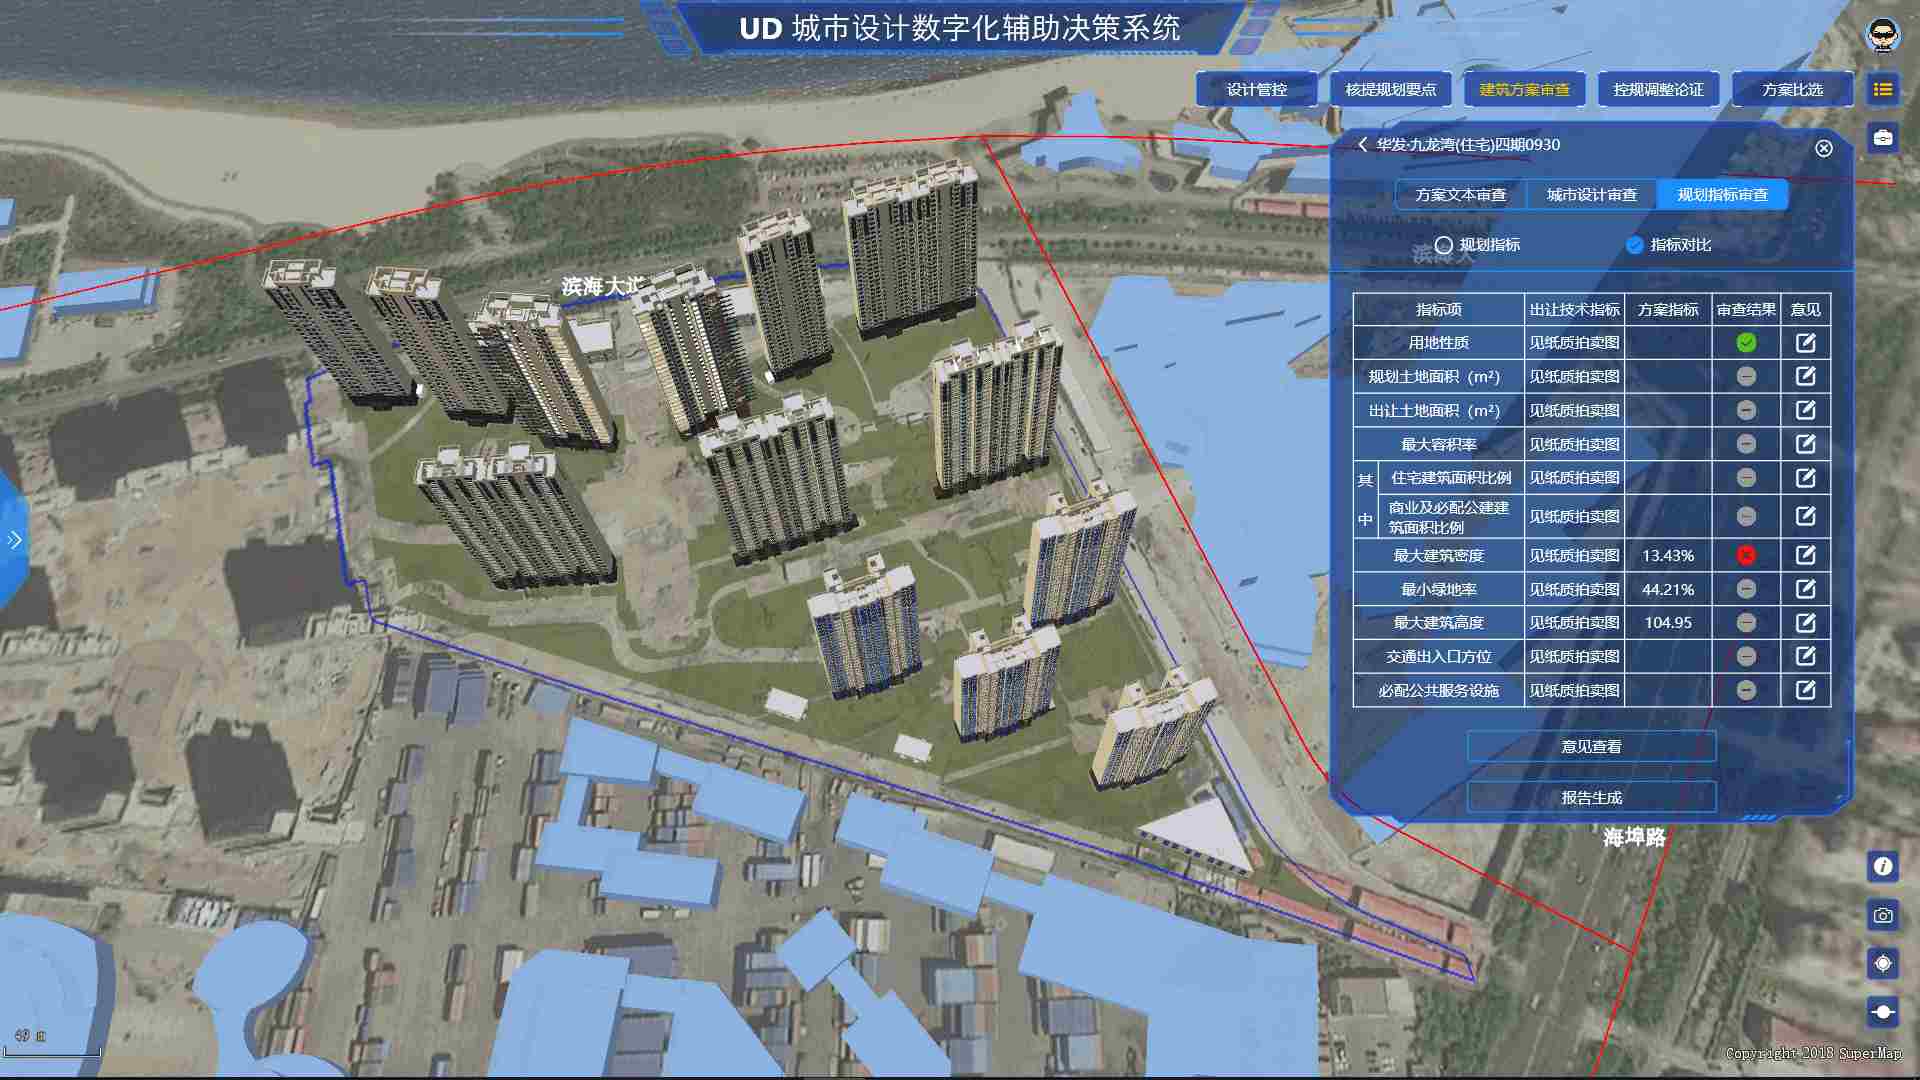 UD 城市设计数字化辅助决策系统
设计管控
核提规划要点
建筑方案审查
控规调整论证
方案比选
华发·九龙湾(住宅)四期0930
方案文本审查
城市设计审查
规划指标审查
规划指标
指标对比
滨海大
滨海大道
指标项 出让技术指标 方案指标 审查结果 意见
用地性质 见纸质拍卖图
规划土地面积（m²） 见纸质拍卖图
出让土地面积（m²） 见纸质拍卖图
最大容积率 见纸质拍卖图
其中
住宅建筑面积比例 见纸质拍卖图
商业及必配公建建
筑面积比例 见纸质拍卖图
最大建筑密度 见纸质拍卖图 13.43%
最小绿地率 见纸质拍卖图 44.21%
最大建筑高度 见纸质拍卖图 104.95
交通出入口方位 见纸质拍卖图
必配公共服务设施 见纸质拍卖图
意见查看
报告生成
海埠路
49
Copyright 2018 SuperMap